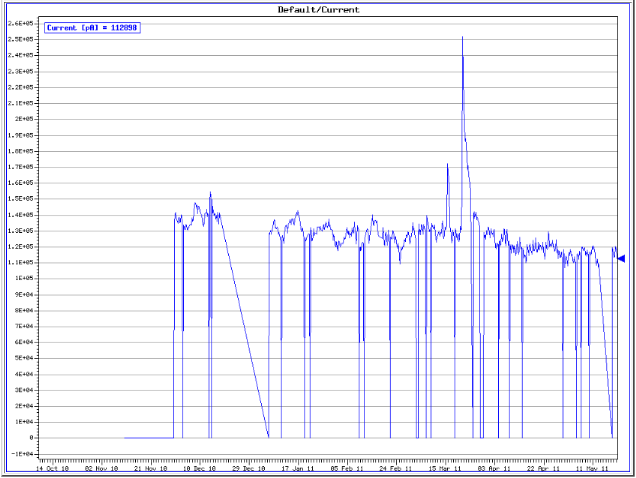 Default/Current
Current [pA] = 112898
2.6E+05
2.5E+05
2.4E+05
2.3E+05
2.2E+05
2.1E+05
2E+05
1.9E+05
1.8E+05
1.7E+05
1.6E+05
1.5E+05
1.4E+05
1.3E+05
1.2E+05
1.1E+05
1E+05
9E+04
8E+04
7E+04
6E+04
5E+04
4E+04
3E+04
2E+04
1E+04
0
-1E+04
14 Oct 10 02 Nov 10 21 Nov 10 10 Dec 10 29 Dec 10 17 Jan 11 05 Feb 11 24 Feb 11 15 Mar 11 03 Apr 11 22 Apr 11 11 May 11